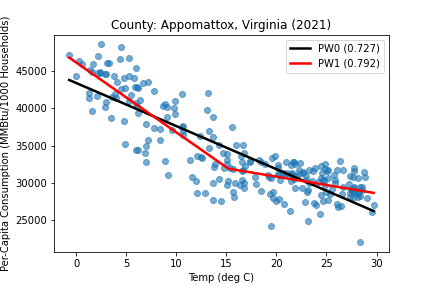 County: Appomattox, Virginia (2021)
Per-Capita Consumption (MMBtu/1000 Households)
45000
40000
35000
30000
25000
PW0 (0.727)
PW1 (0.792)
0 5 10 15 20 25 30
Temp (deg C)